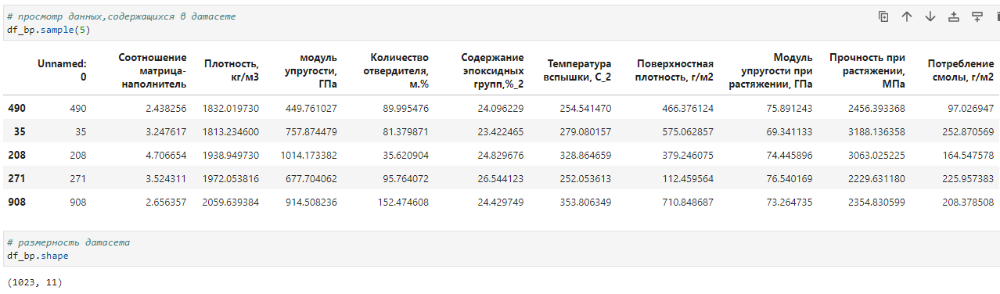 # просмотр данных,содержащихся в датасете
df_bp.sample(5)
Unnamed: 0 Соотношение матрица-наполнитель Плотность, кг/м3 модуль упругости, ГПа Количество отвердителя, м.% Содержание эпоксидных групп,%_2 Температура вспышки, С_2 Поверхностная плотность, г/м2 Модуль упругости при растяжении, ГПа Прочность при растяжении, МПа Потребление смолы, г/м2
490 490 2.438256 1832.019730 449.761027 89.995476 24.096229 254.541470 466.376124 75.891243 2456.393368 97.026947
35 35 3.247617 1813.234600 757.874479 81.379871 23.422465 279.080157 575.062857 69.341133 3188.136358 252.870569
208 208 4.706654 1938.949730 1014.173382 35.620904 24.829676 328.864659 379.246075 74.445896 3063.025225 164.547578
271 271 3.524311 1972.053816 677.704062 95.764072 26.544123 252.053613 112.459564 76.540169 2229.631180 225.957383
908 908 2.656357 2059.639384 914.508236 152.474608 24.429749 353.806349 710.848687 73.264735 2354.830599 208.378508
# размерность датасета
df_bp.shape
(1023, 11)